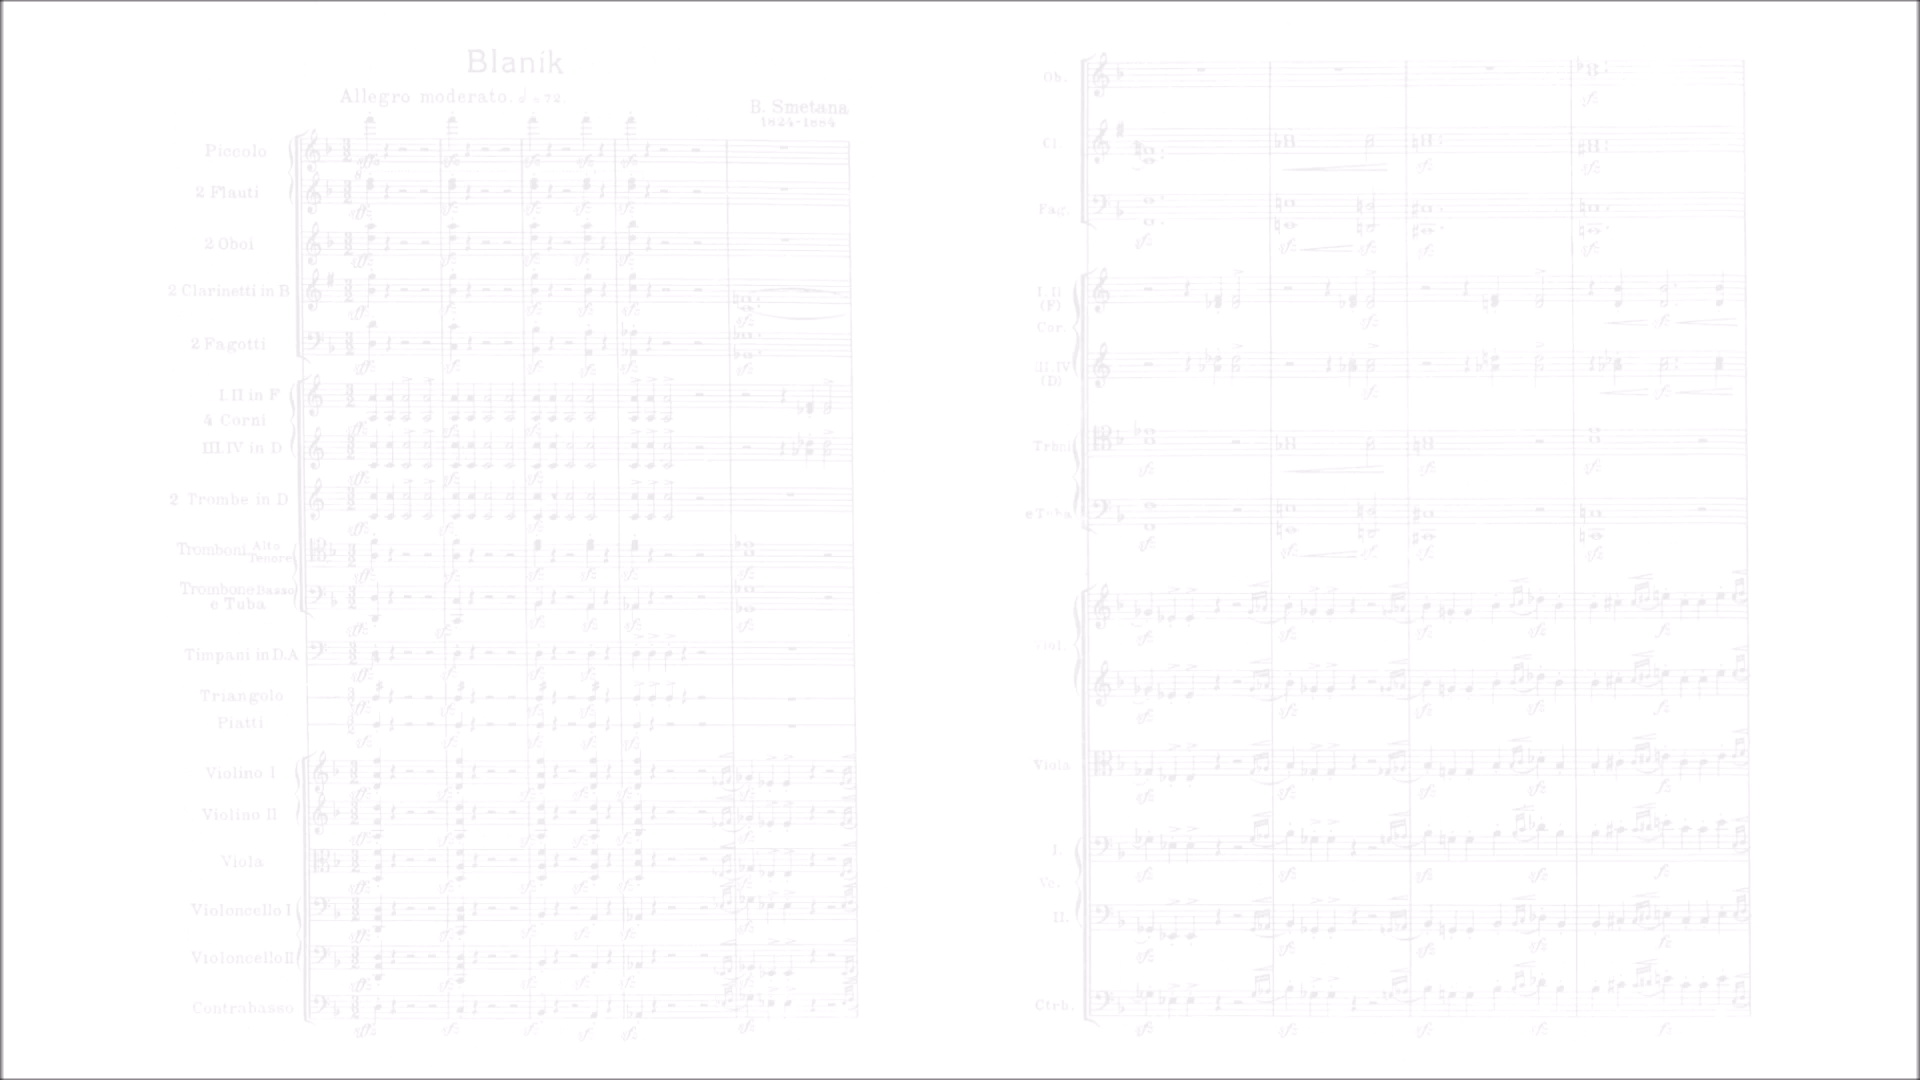 Blaník
Allegro moderato. 𝅗𝅥 = 72.
B. Smetana
1824-1884
Piccolo
2 Flauti
2 Oboi
2 Clarinetti in B
2 Fagotti
I. II in F
4 Corni
III. IV in D
2 Trombe in D
Tromboni Alto
Tenore
Trombone Basso
e Tuba
Timpani in D.A
Triangolo
Piatti
Violino I
Violino II
Viola
Violoncello I
Violoncello II
Contrabasso
Ob.
Cl
Fag.
I. II
(F)
Cor.
III. IV
(D)
Trbni
e Tuba
Viol.
Viola
I.
Vc.
II.
Ctrb.